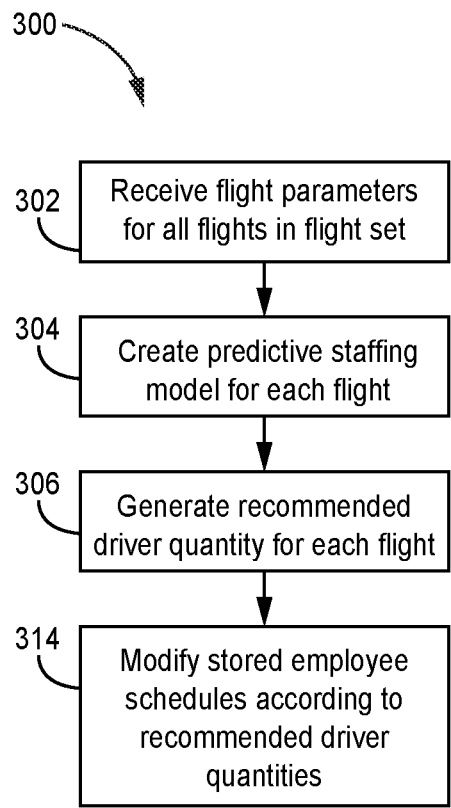 300
302
Receive flight parameters
for all flights in flight set
304
Create predictive staffing
model for each flight
306
Generate recommended
driver quantity for each flight
314
Modify stored employee
schedules according to
recommended driver
quantities